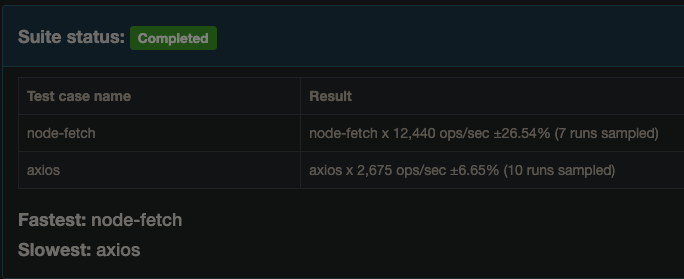 Suite status: Completed
Test case name Result
node-fetch node-fetch x 12,440 ops/sec ±26.54% (7 runs sampled)
axios axios x 2,675 ops/sec ±6.65% (10 runs sampled)
Fastest: node-fetch
Slowest: axios